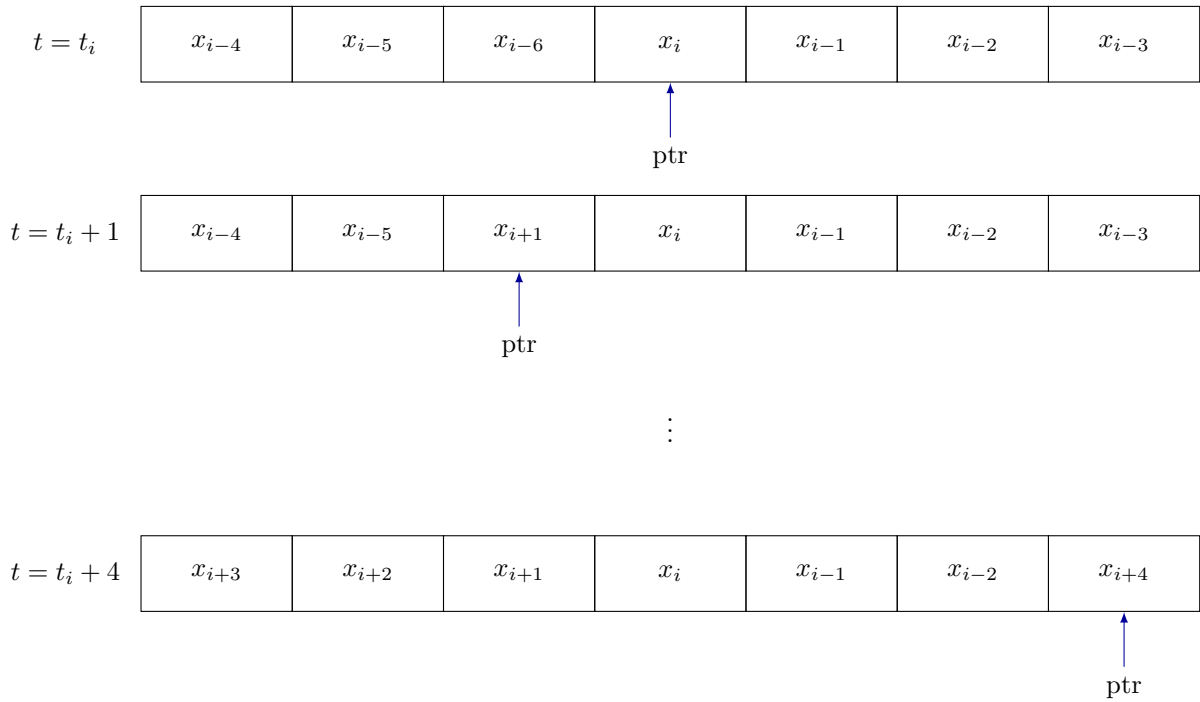 t = t_i x_{i−4} x_{i−5} x_{i−6} x_i x_{i−1} x_{i−2} x_{i−3}
ptr
t = t_i + 1 x_{i−4} x_{i−5} x_{i+1} x_i x_{i−1} x_{i−2} x_{i−3}
ptr
⋮
t = t_i + 4 x_{i+3} x_{i+2} x_{i+1} x_i x_{i−1} x_{i−2} x_{i+4}
ptr